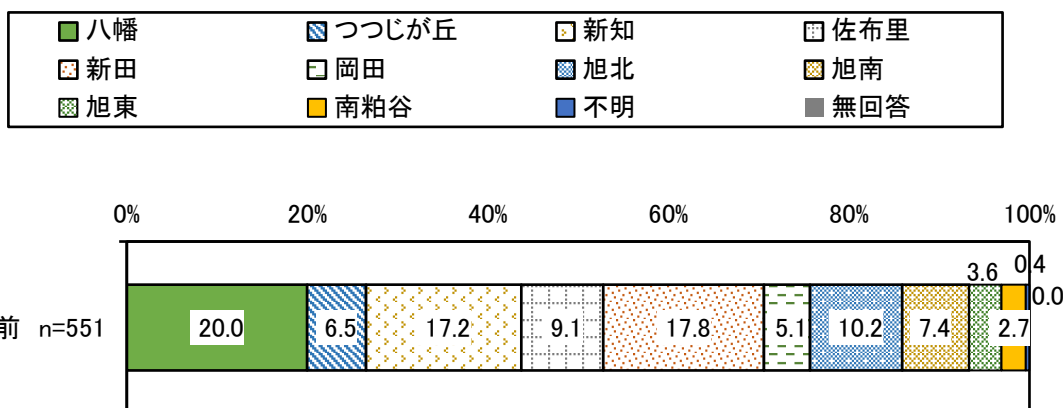 八幡 つつじが丘 新知 佐布里
新田 岡田 旭北 旭南
旭東 南粕谷 不明 無回答
0% 20% 40% 60% 80% 100%
3.6 0.4
0.0
前 n=551 20.0 6.5 17.2 9.1 17.8 5.1 10.2 7.4 2.7